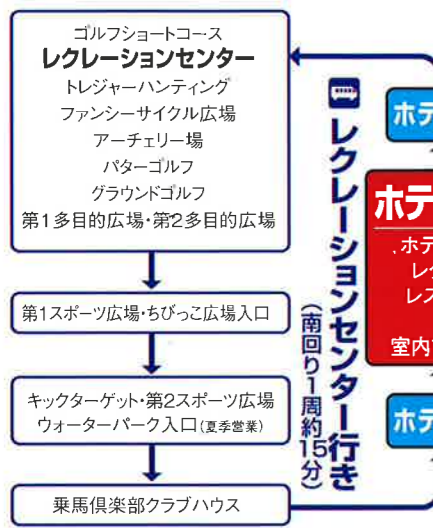 ゴルフショートコース
レクレーションセンター
トレジャーハンティング
ファンシーサイクル広場
アーチェリー場
パターゴルフ
グラウンドゴルフ
第1多目的広場・第2多目的広場
第1スポーツ広場・ちびっこ広場入口
キックターゲット・第2スポーツ広場
ウォーターパーク入口(夏季営業)
乗馬倶楽部クラブハウス
レクレーションセンター行き
(南回り1周約15分)
ホテ
ホテ
ホテ
レク
レス
室内
ホテ